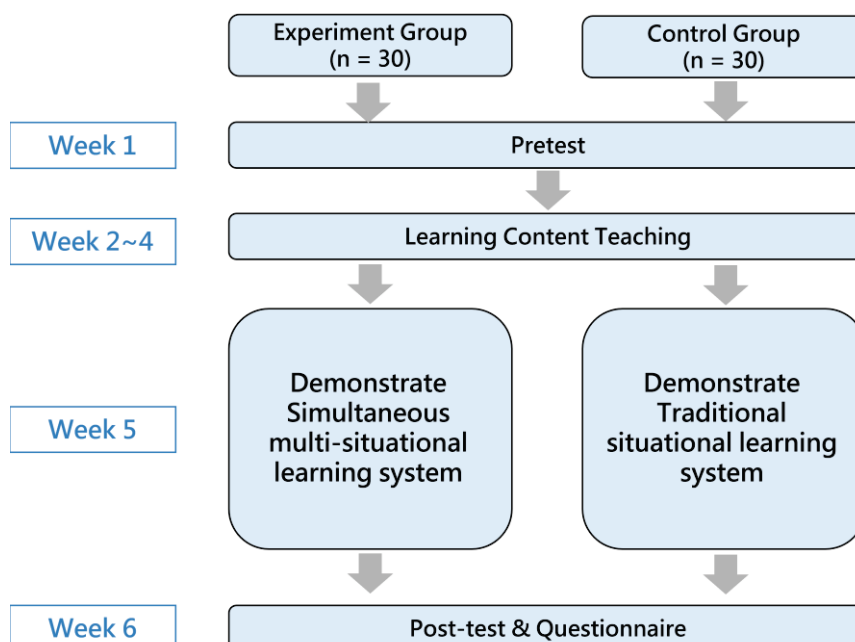 Experiment Group
(n = 30)
Control Group
(n = 30)
Week 1
Pretest
Week 2~4
Learning Content Teaching
Week 5
Demonstrate
Simultaneous
multi-situational
learning system
Demonstrate
Traditional
situational learning
system
Week 6
Post-test & Questionnaire